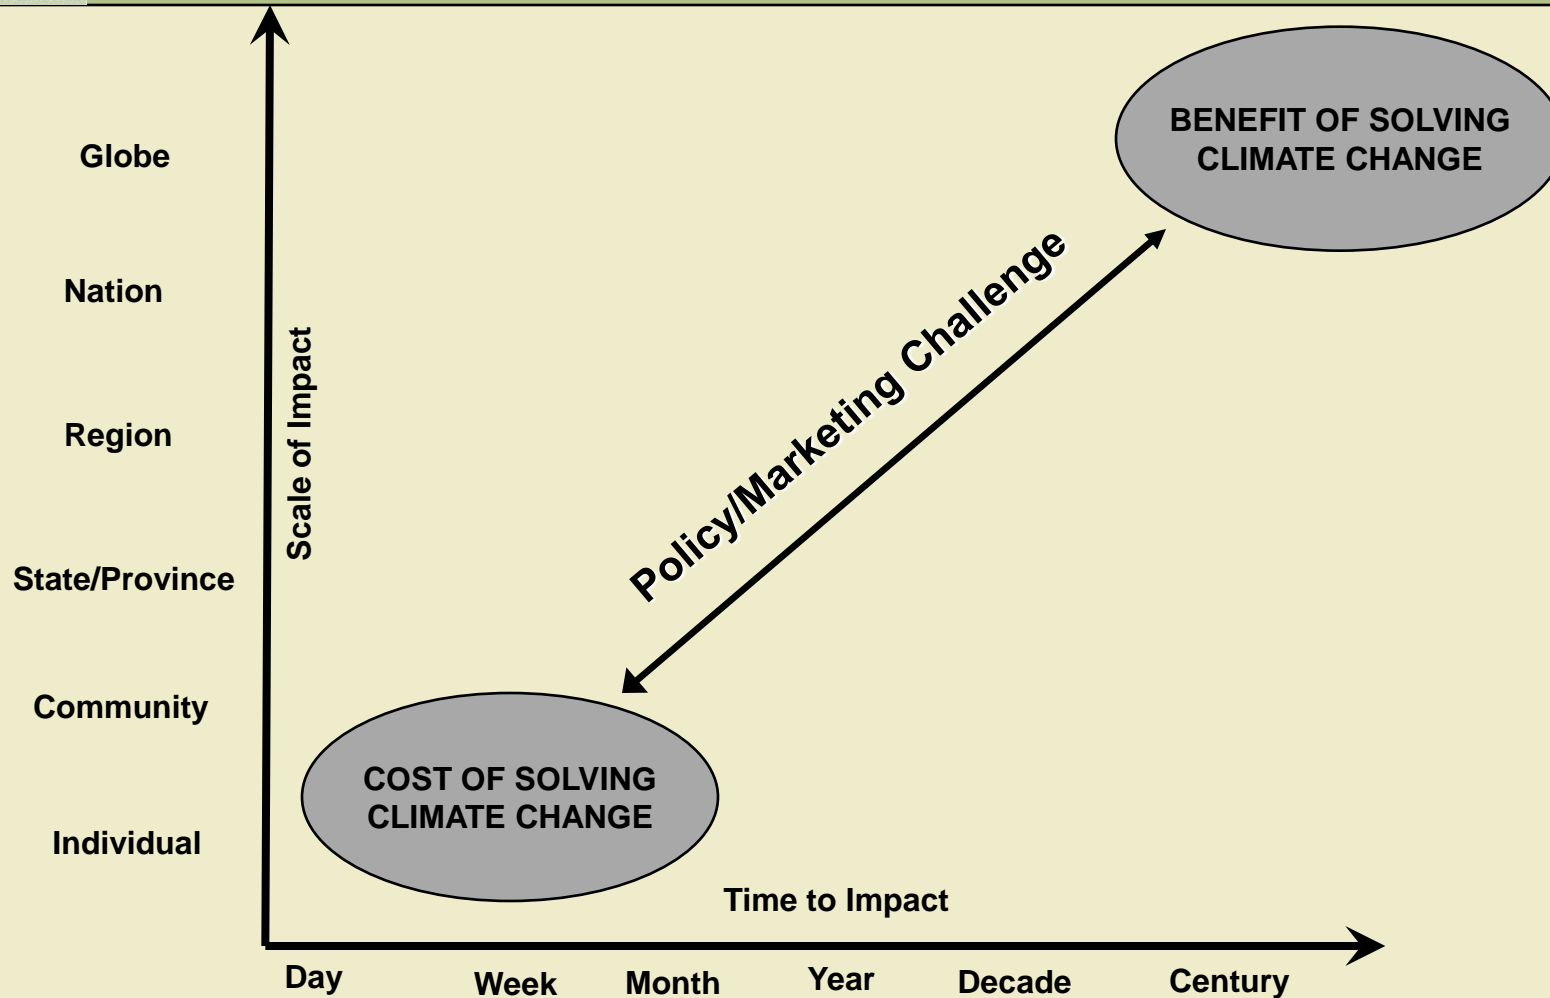 BENEFIT OF SOLVING
CLIMATE CHANGE
Globe
Nation
Policy/Marketing Challenge
Scale of Impact
Region
State/Province
Community
COST OF SOLVING
CLIMATE CHANGE
Individual
Time to Impact
Day
Week
Month
Year
Decade
Century